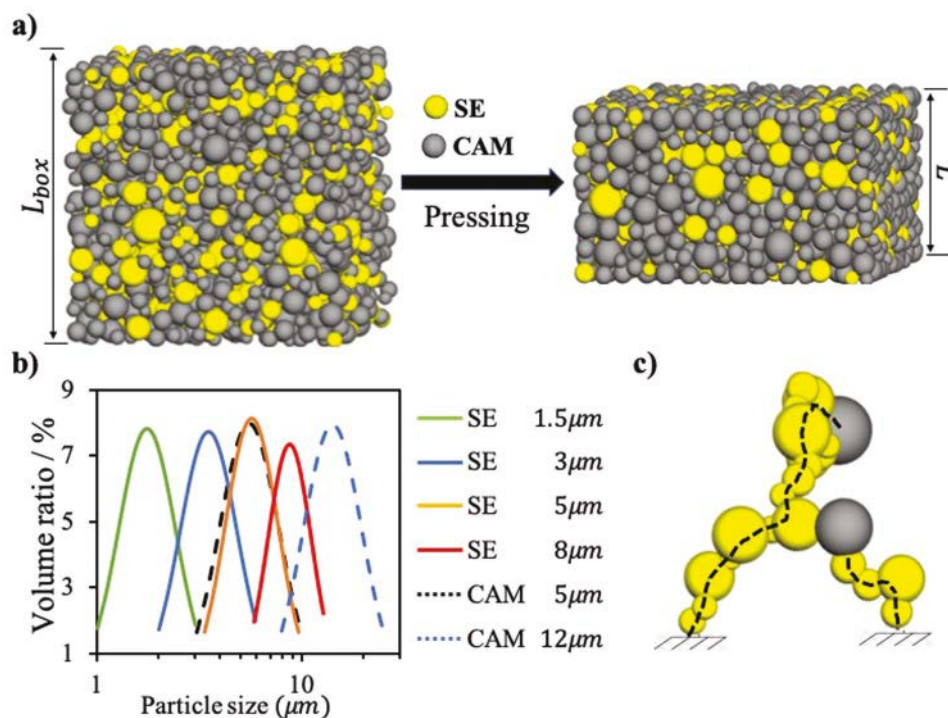 a)
L_box
SE
CAM
Pressing
L
b)
9
7
5
3
1
Volume ratio / %
1
10
Particle size (μm)
SE 1.5μm
SE 3μm
SE 5μm
SE 8μm
CAM 5μm
CAM 12μm
c)